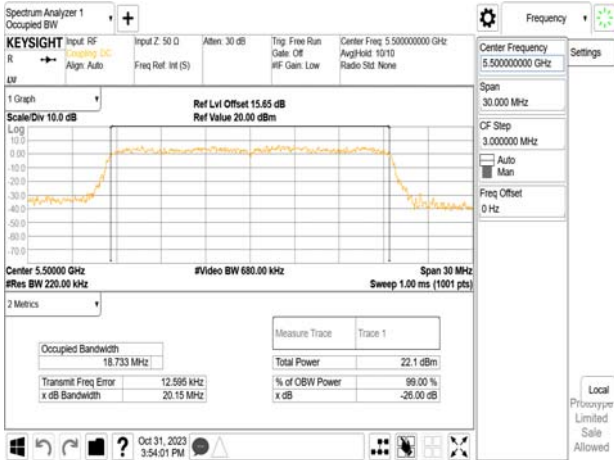 Spectrum Analyzer 1
Occupied BW
Frequency
KEYSIGHT
R
Input: RF
Coupling: DC
Align: Auto
Input Z: 50 Ω
Freq Ref: Int (S)
Atten: 30 dB
Trig: Free Run
Gate: Off
#IF Gain: Low
Center Freq: 5.500000000 GHz
Avg|Hold: 10/10
Radio Std: None
Center Frequency
5.500000000 GHz
Settings
Span
30.000 MHz
CF Step
3.000000 MHz
Auto
Man
Freq Offset
0 Hz
1 Graph
Scale/Div 10.0 dB
Ref Lvl Offset 15.65 dB
Ref Value 20.00 dBm
Log
10.0
0.00
-10.0
-20.0
-30.0
-40.0
-50.0
-60.0
-70.0
Center 5.50000 GHz
#Res BW 220.00 kHz
#Video BW 680.00 kHz
Span 30 MHz
Sweep 1.00 ms (1001 pts)
2 Metrics
Measure Trace Trace 1
Occupied Bandwidth
18.733 MHz
Total Power 22.1 dBm
Transmit Freq Error 12.595 kHz
% of OBW Power 99.00 %
x dB Bandwidth 20.15 MHz
x dB -26.00 dB
Local
Prototype
Limited
Sale
Allowed
?
Oct 31, 2023
3:54:01 PM